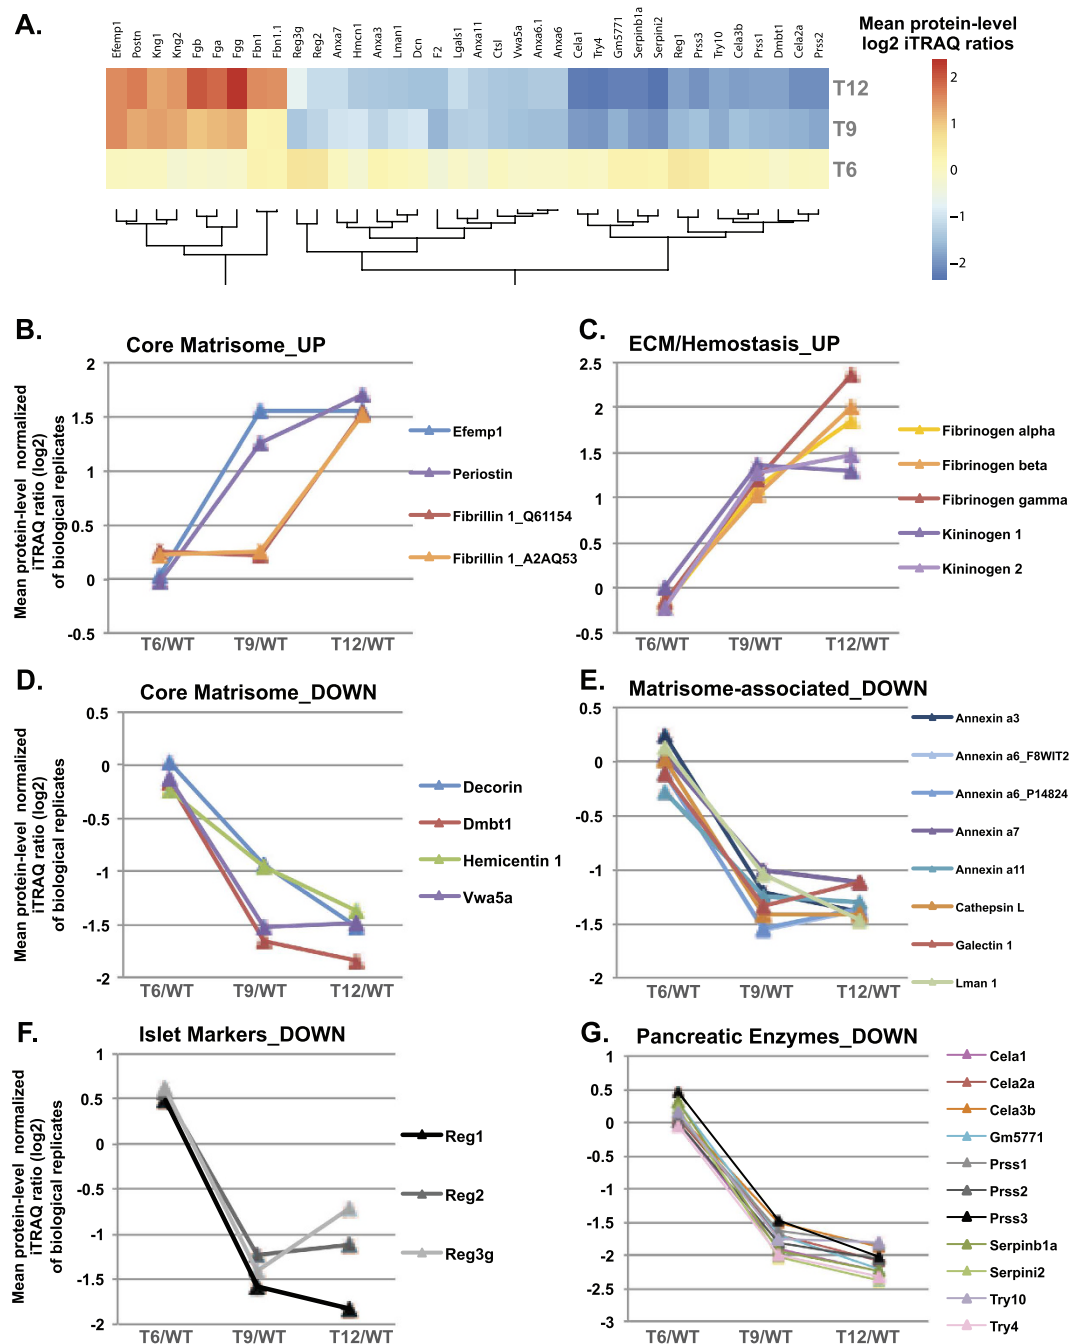 A.
Efemp1 Postn Kng1 Kng2 Fgb Fga Fgg Fbn1 Fbn1.1 Reg3g Reg2 Anxa7 Hmcn1 Anxa3 Lman1 Dcn F2 Lgals1 Anxa11 Ctsl Vwa5a Anxa6.1 Anxa6 Cela1 Try4 Gm5771 Serpinb1a Serpini2 Reg1 Prss3 Try10 Cela3b Prss1 Dmbt1 Cela2a Prss2
Mean protein-level
log2 iTRAQ ratios
T12
T9
T6
2
1
0
−1
−2
B.
Core Matrisome_UP
Mean protein-level normalized
iTRAQ ratio (log2)
of biological replicates
2
1.5
1
0.5
0
-0.5
T6/WT T9/WT T12/WT
Efemp1
Periostin
Fibrillin 1_Q61154
Fibrillin 1_A2AQ53
C.
ECM/Hemostasis_UP
2.5
2
1.5
1
0.5
0
-0.5
T6/WT T9/WT T12/WT
Fibrinogen alpha
Fibrinogen beta
Fibrinogen gamma
Kininogen 1
Kininogen 2
D.
Core Matrisome_DOWN
Mean protein-level normalized
iTRAQ ratio (log2)
of biological replicates
0.5
0
-0.5
-1
-1.5
-2
T6/WT T9/WT T12/WT
Decorin
Dmbt1
Hemicentin 1
Vwa5a
E.
Matrisome-associated_DOWN
0.5
0
-0.5
-1
-1.5
-2
T6/WT T9/WT T12/WT
Annexin a3
Annexin a6_F8WIT2
Annexin a6_P14824
Annexin a7
Annexin a11
Cathepsin L
Galectin 1
Lman 1
F.
Islet Markers_DOWN
Mean protein-level normalized
iTRAQ ratio (log2)
of biological replicates
1
0.5
0
-0.5
-1
-1.5
-2
T6/WT T9/WT T12/WT
Reg1
Reg2
Reg3g
G.
Pancreatic Enzymes_DOWN
1
0.5
0
-0.5
-1
-1.5
-2
-2.5
-3
T6/WT T9/WT T12/WT
Cela1
Cela2a
Cela3b
Gm5771
Prss1
Prss2
Prss3
Serpinb1a
Serpini2
Try10
Try4